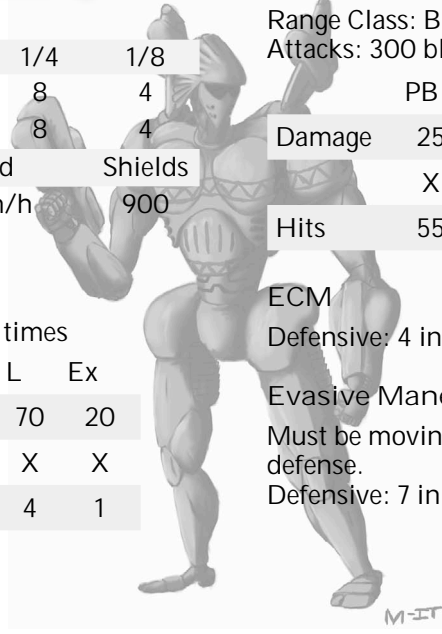 1/4 1/8
8 4
8 4
d Shields
n/h 900
times
L Ex
70 20
X X
4 1
Range Class: B
Attacks: 300 bl
PB
Damage 25
X
Hits 55
ECM
Defensive: 4 in
Evasive Mane
Must be movin
defense.
Defensive: 7 in
M-IT